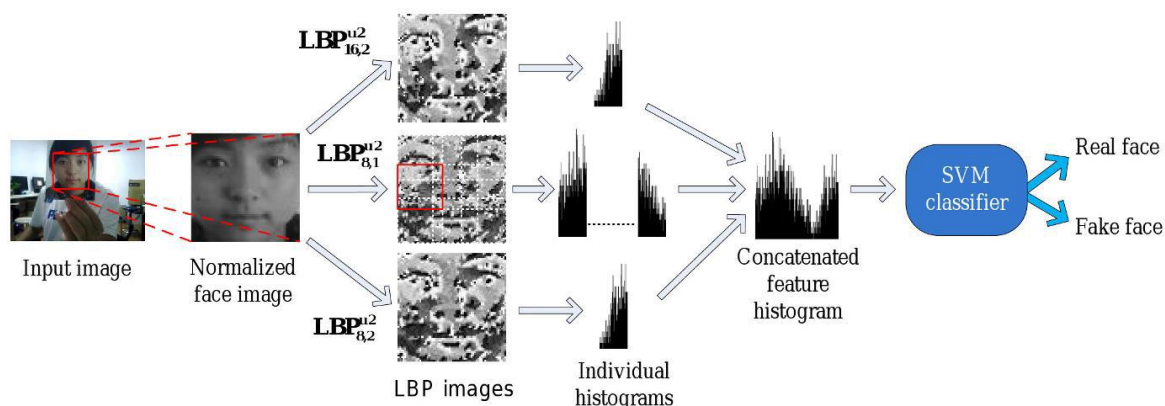 LBP^{u2}_{16,2}
LBP^{u2}_{8,1}
LBP^{u2}_{8,2}
Input image
Normalized
face image
LBP images
Individual
histograms
Concatenated
feature
histogram
SVM
classifier
Real face
Fake face